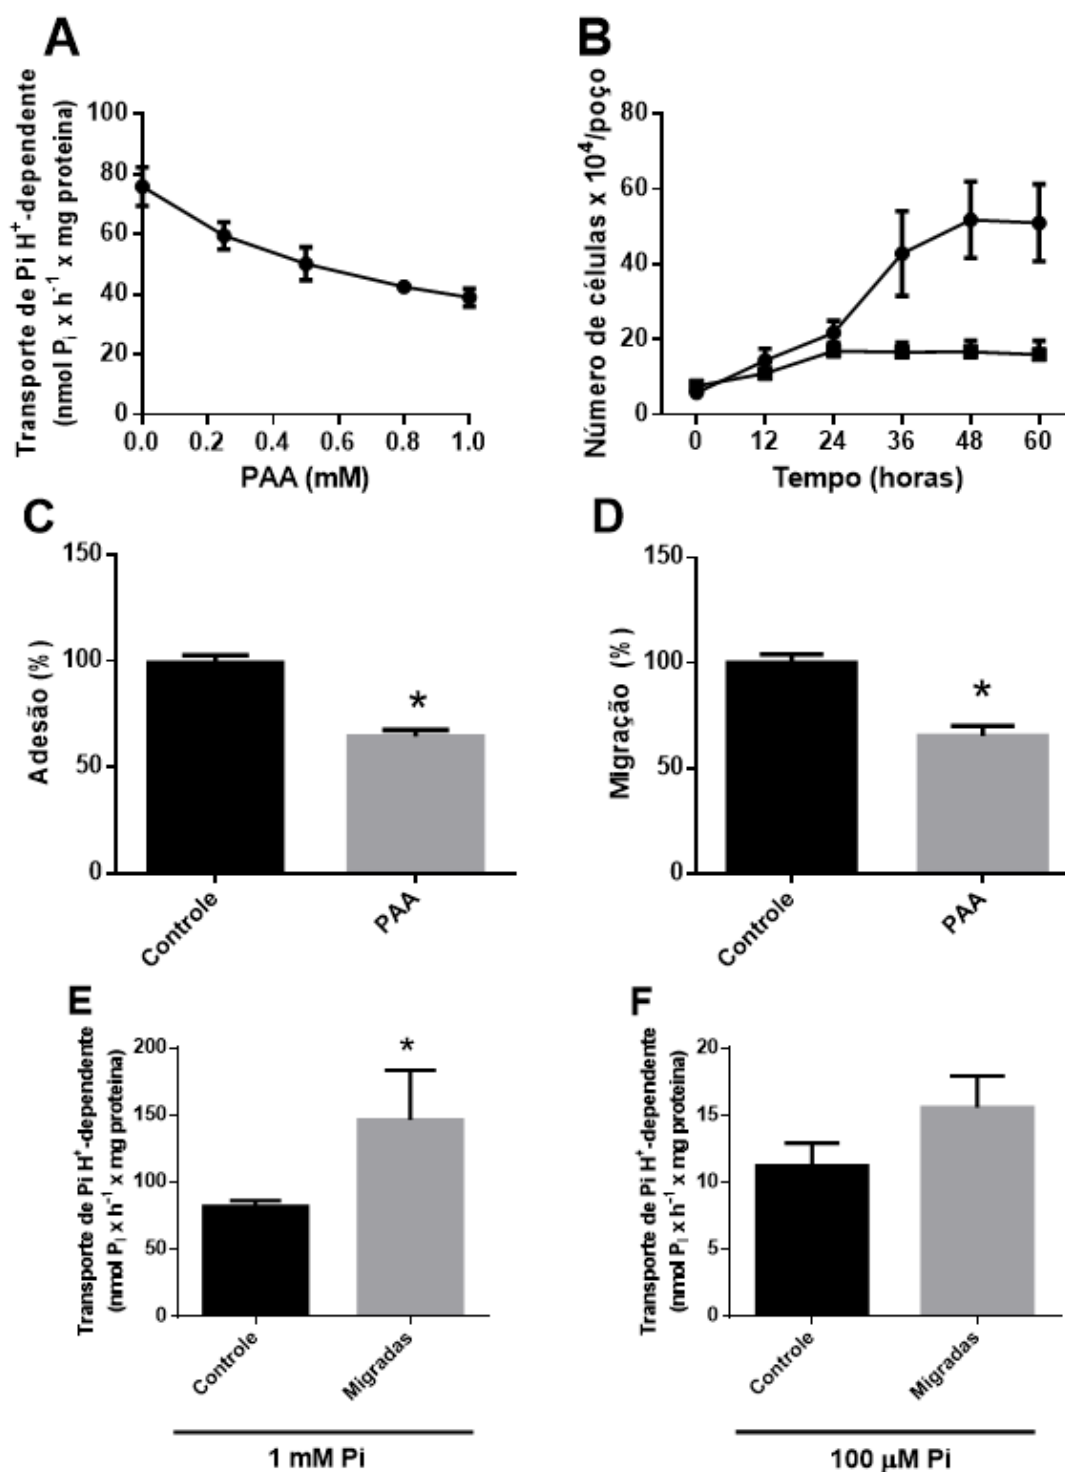 A
Transporte de Pi H⁺-dependente
(nmol Pᵢ x h⁻¹ x mg proteina)
100
80
60
40
20
0
0.0 0.2 0.4 0.6 0.8 1.0
PAA (mM)
B
Número de células x 10⁴/poço
80
60
40
20
0
0 12 24 36 48 60
Tempo (horas)
C
Adesão (%)
150
100
50
0
*
Controle PAA
D
Migração (%)
150
100
50
0
*
Controle PAA
E
Transporte de Pi H⁺-dependente
(nmol Pᵢ x h⁻¹ x mg proteina)
200
150
100
50
0
*
Controle Migradas
1 mM Pi
F
Transporte de Pi H⁺-dependente
(nmol Pᵢ x h⁻¹ x mg proteina)
20
15
10
5
0
Controle Migradas
100 µM Pi